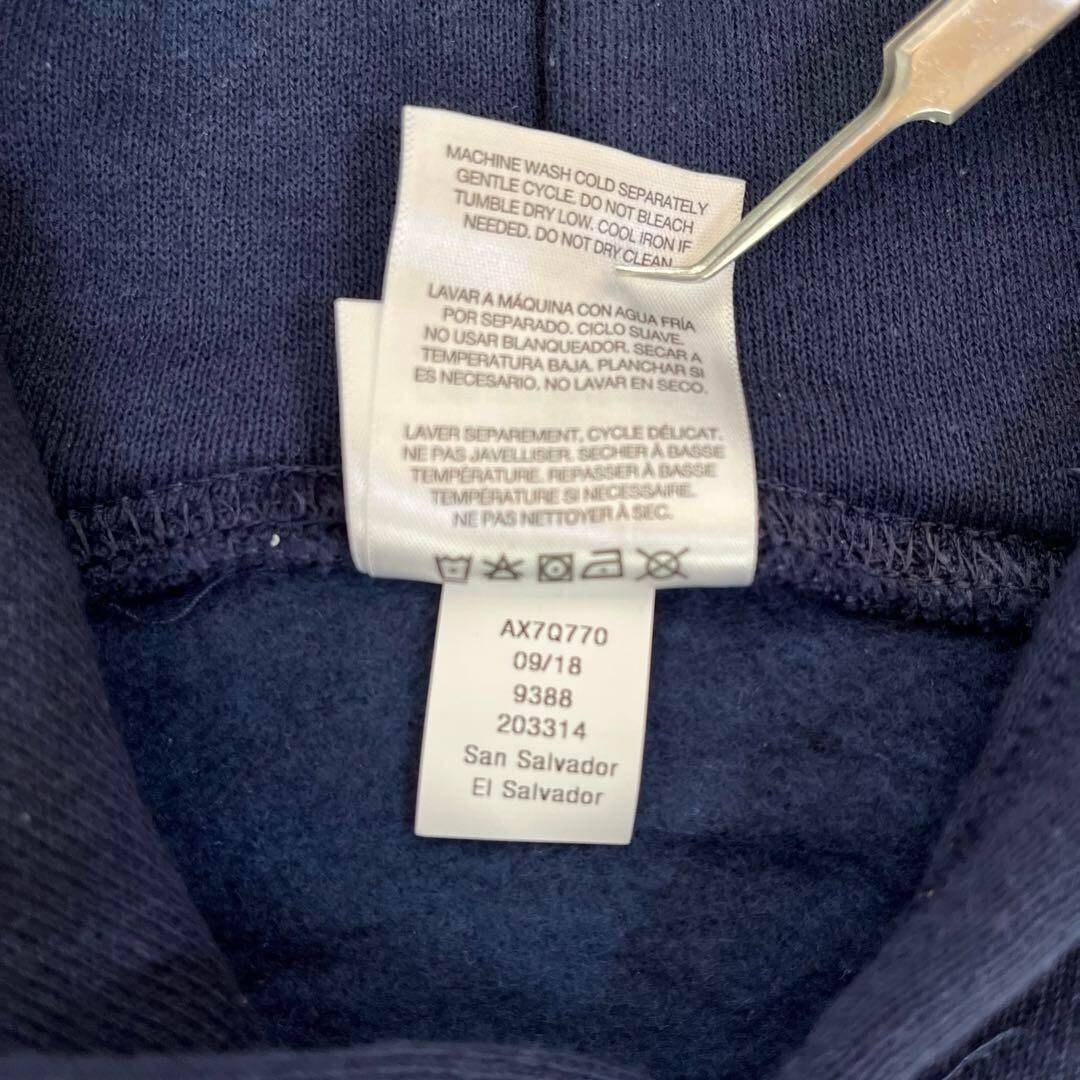 MACHINE WASH COLD SEPARATELY
GENTLE CYCLE. DO NOT BLEACH
TUMBLE DRY LOW. COOL IRON IF
NEEDED. DO NOT DRY CLEAN
LAVAR A MÁQUINA CON AGUA FRÍA
POR SEPARADO. CICLO SUAVE.
NO USAR BLANQUEADOR. SECAR A
TEMPERATURA BAJA. PLANCHAR SI
ES NECESARIO. NO LAVAR EN SECO.
LAVER SEPAREMENT, CYCLE DÉLICAT.
NE PAS JAVELLISER. SECHER À BASSE
TEMPÉRATURE. REPASSER À BASSE
TEMPÉRATURE SI NECESSAIRE.
NE PAS NETTOYER À SEC.
AX7Q770
09/18
9388
203314
San Salvador
El Salvador